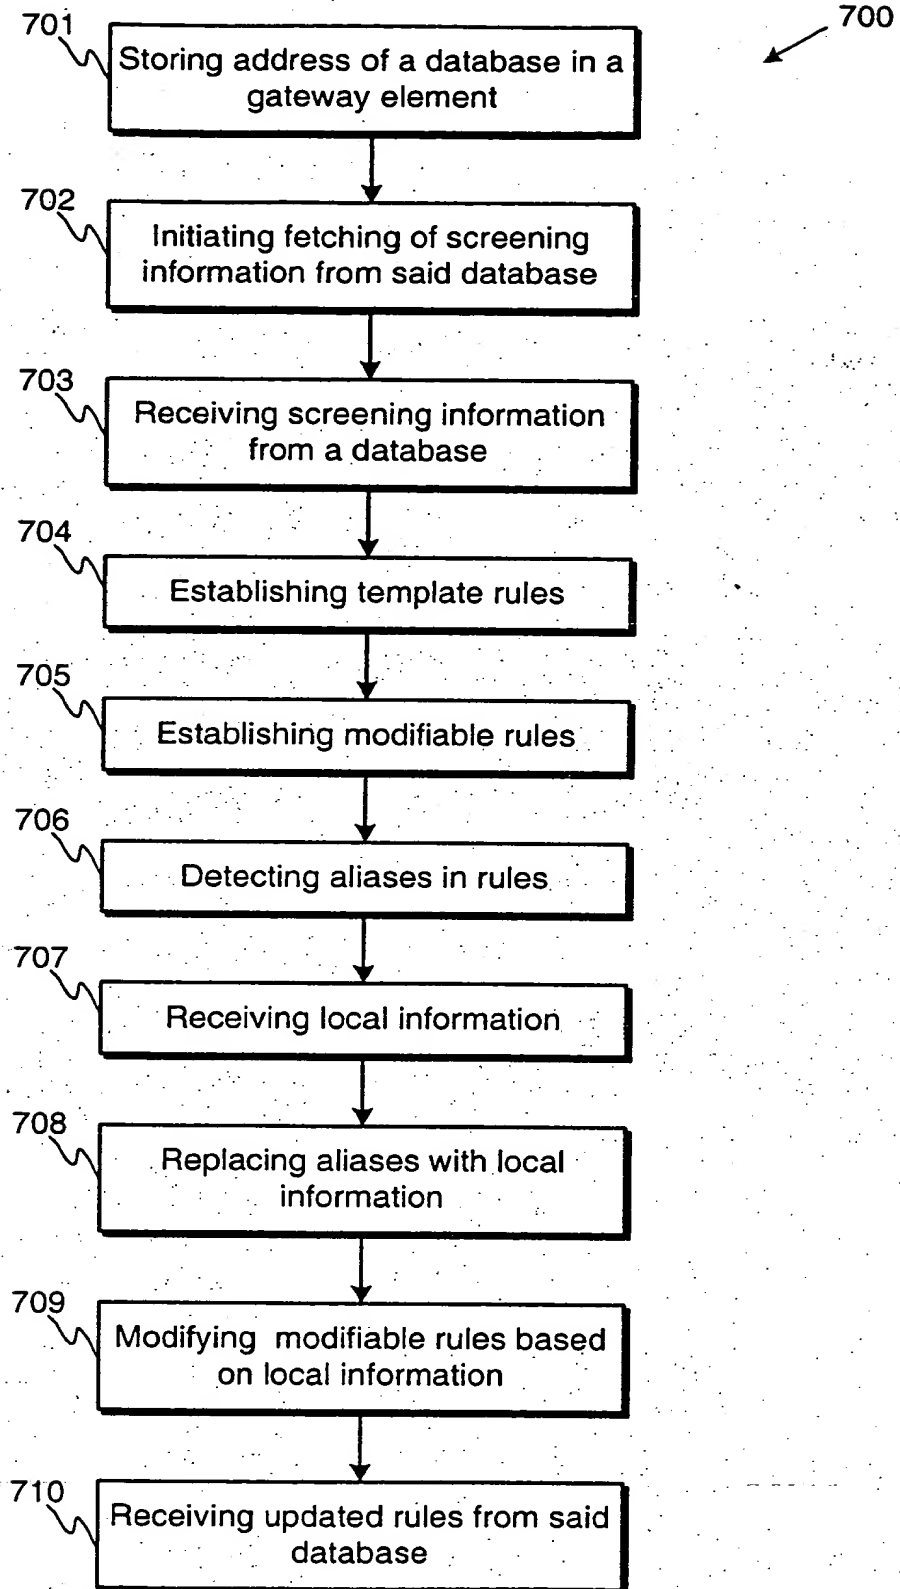 700
701
Storing address of a database in a
gateway element
702
Initiating fetching of screening
information from said database
703
Receiving screening information
from a database
704
Establishing template rules
705
Establishing modifiable rules
706
Detecting aliases in rules
707
Receiving local information
708
Replacing aliases with local
information
709
Modifying modifiable rules based
on local information
710
Receiving updated rules from said
database